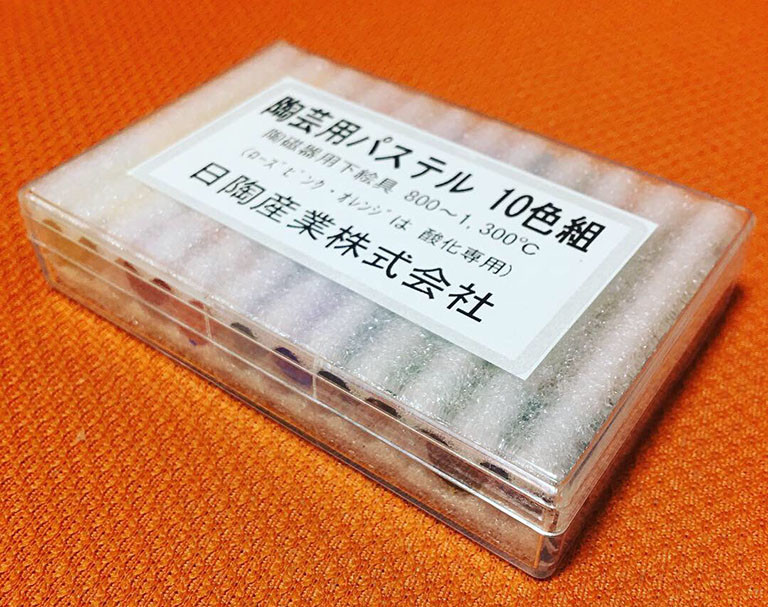 陶芸用パステル 10色組
陶磁器用下絵具 800～1,300℃
(ローズピンク・オレンジは 酸化専用)
日陶産業株式会社